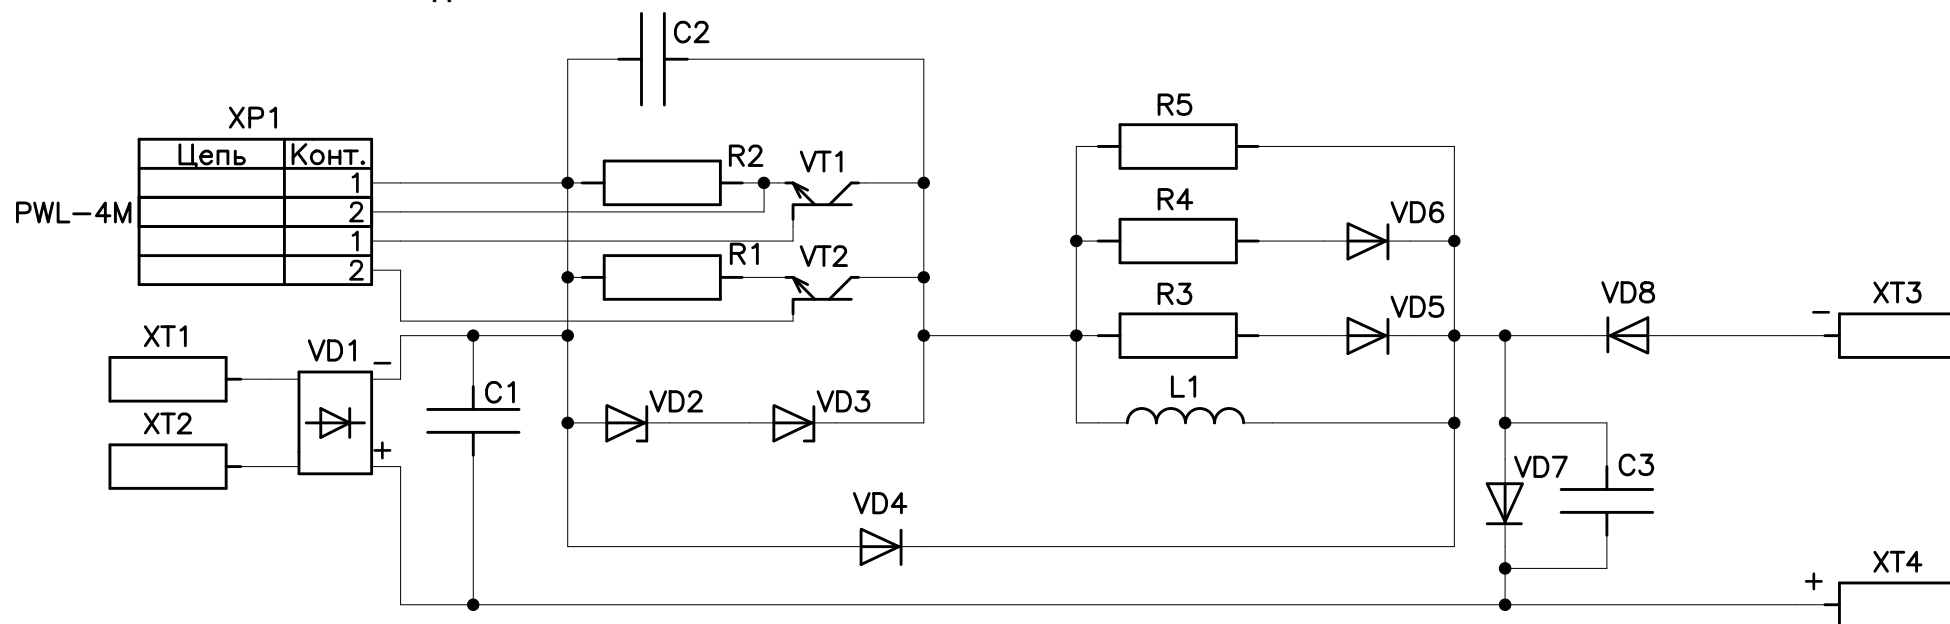 C2
XP1
Цепь Конт.
1
2
1
2
PWL-4M
R2
VT1
R1
VT2
R5
R4
VD6
R3
VD5
VD8
- XT3
XT1
VD1
-
XT2
+
C1
VD2
VD3
L1
VD4
VD7
C3
+ XT4